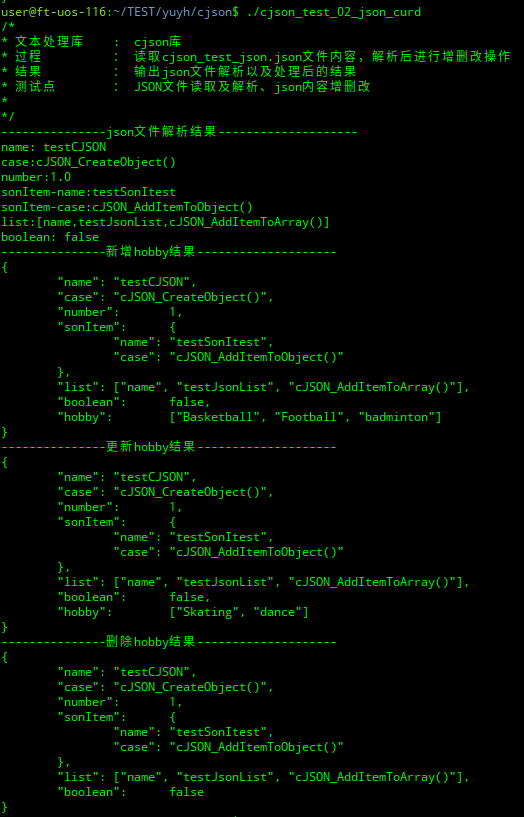 user@ft-uos-116:~/TEST/yuyh/cjson$ ./cjson_test_02_json_curd
/*
* 文本处理库 : cjson库
* 过程 : 读取cjson_test_json.json文件内容，解析后进行增删改操作
* 结果 : 输出json文件解析以及处理后的结果
* 测试点 : JSON文件读取及解析、json内容增删改
*
*/
---------------json文件解析结果--------------------
name: testCJSON
case:cJSON_CreateObject()
number:1.0
sonItem-name:testSonItest
sonItem-case:cJSON_AddItemToObject()
list:[name,testJsonList,cJSON_AddItemToArray()]
boolean: false
---------------新增hobby结果--------------------
{
"name": "testCJSON",
"case": "cJSON_CreateObject()",
"number": 1,
"sonItem": {
"name": "testSonItest",
"case": "cJSON_AddItemToObject()"
},
"list": ["name", "testJsonList", "cJSON_AddItemToArray()"],
"boolean": false,
"hobby": ["Basketball", "Football", "badminton"]
}
---------------更新hobby结果--------------------
{
"name": "testCJSON",
"case": "cJSON_CreateObject()",
"number": 1,
"sonItem": {
"name": "testSonItest",
"case": "cJSON_AddItemToObject()"
},
"list": ["name", "testJsonList", "cJSON_AddItemToArray()"],
"boolean": false,
"hobby": ["Skating", "dance"]
}
---------------删除hobby结果--------------------
{
"name": "testCJSON",
"case": "cJSON_CreateObject()",
"number": 1,
"sonItem": {
"name": "testSonItest",
"case": "cJSON_AddItemToObject()"
},
"list": ["name", "testJsonList", "cJSON_AddItemToArray()"],
"boolean": false
}